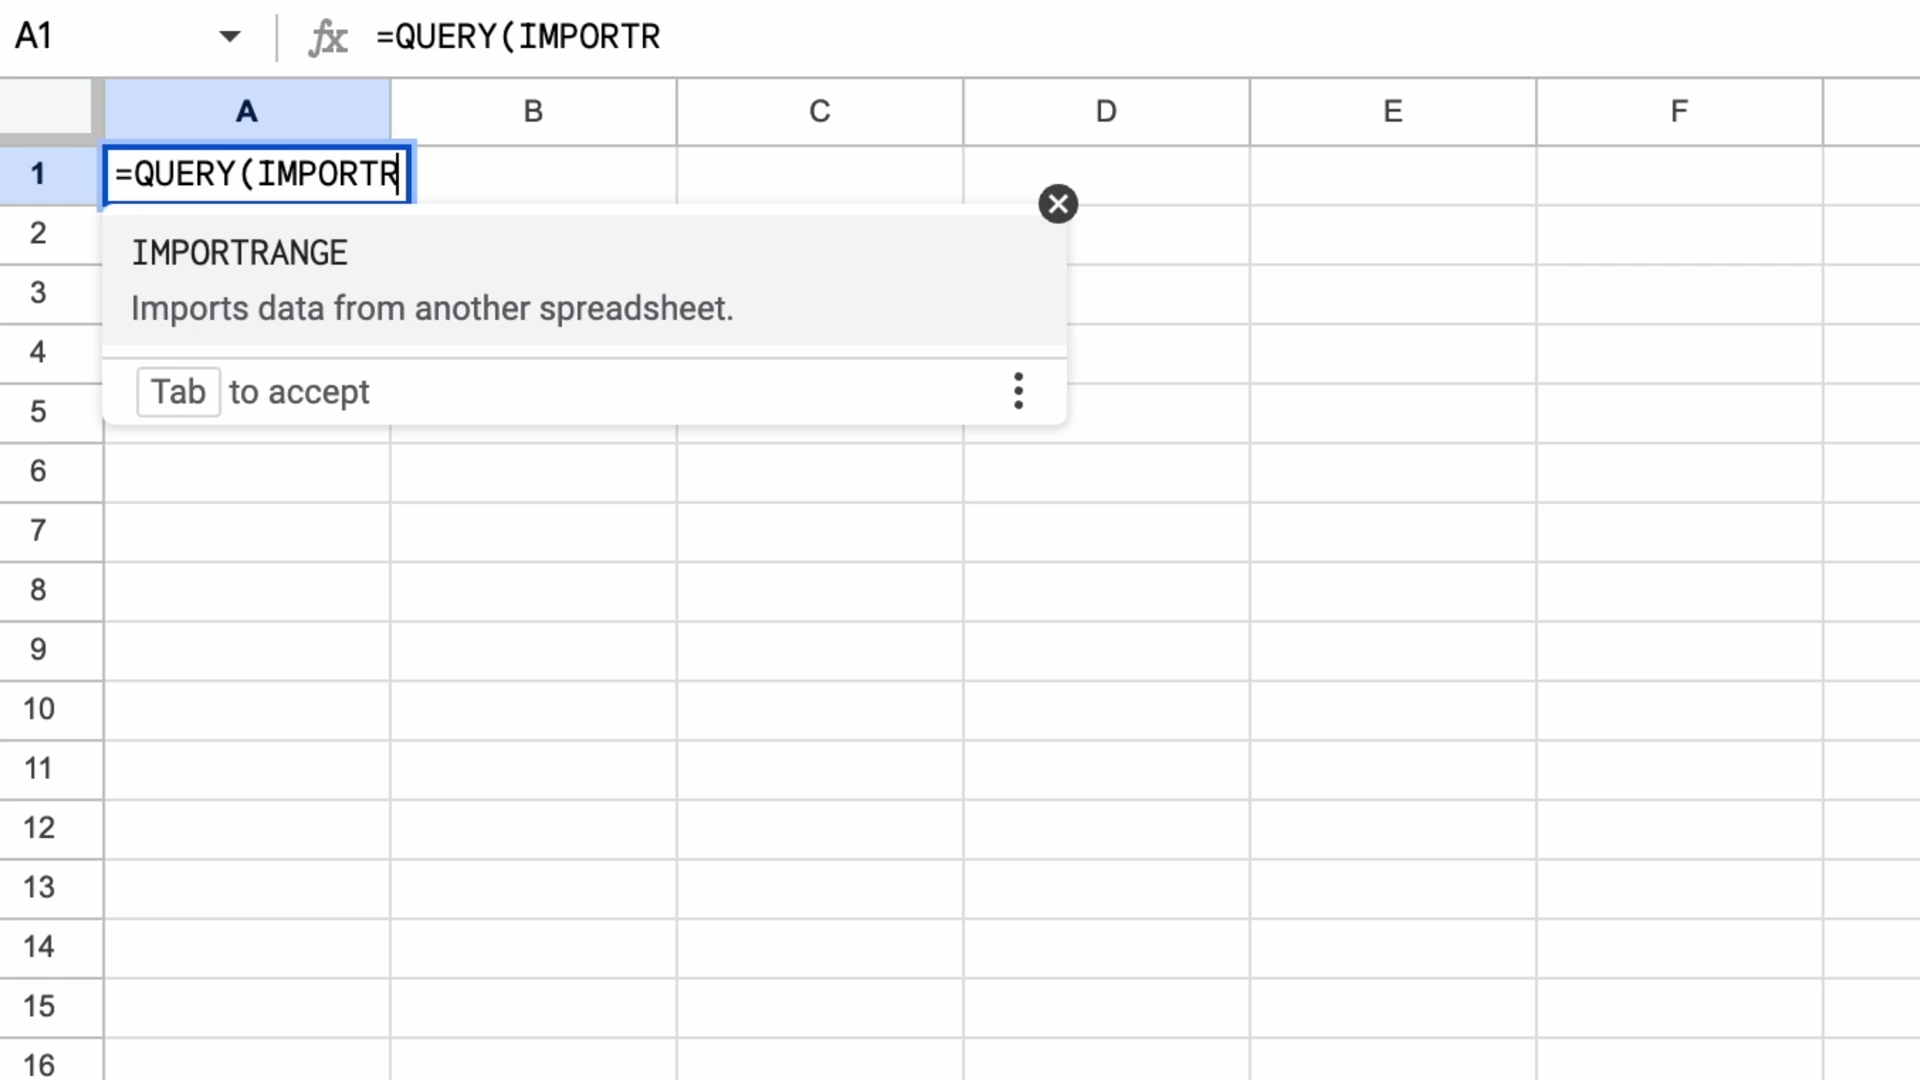 A1 fx =QUERY(IMPORTR
A B C D E F
1 =QUERY(IMPORTR
2
IMPORTRANGE
3
Imports data from another spreadsheet.
4
Tab to accept
5
6
7
8
9
10
11
12
13
14
15
16